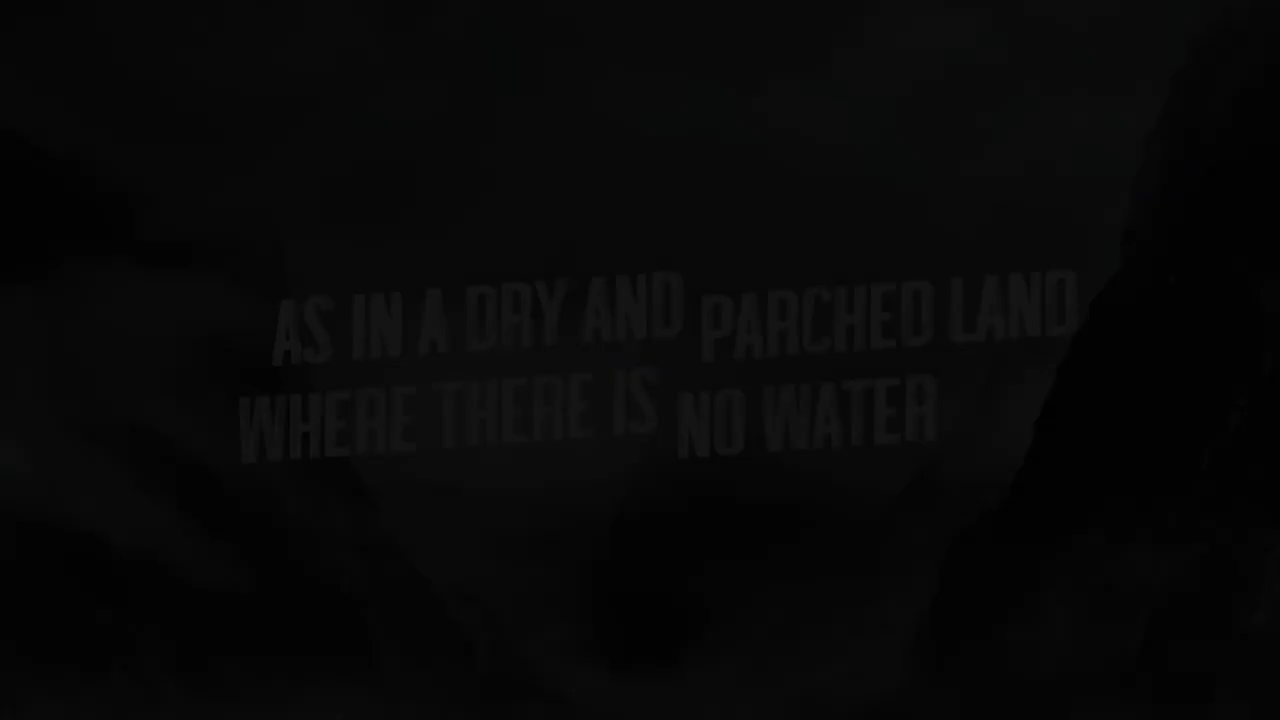 AS IN A DRY AND PARCHED LAND
WHERE THERE IS NO WATER